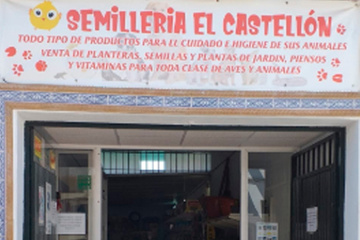 SEMILLERIA EL CASTELLÓN
TODO TIPO DE PRODUCTOS PARA EL CUIDADO E HIGIENE DE SUS ANIMALES
VENTA DE PLANTERAS, SEMILLAS Y PLANTAS DE JARDIN, PIENSOS
Y VITAMINAS PARA TODA CLASE DE AVES Y ANIMALES